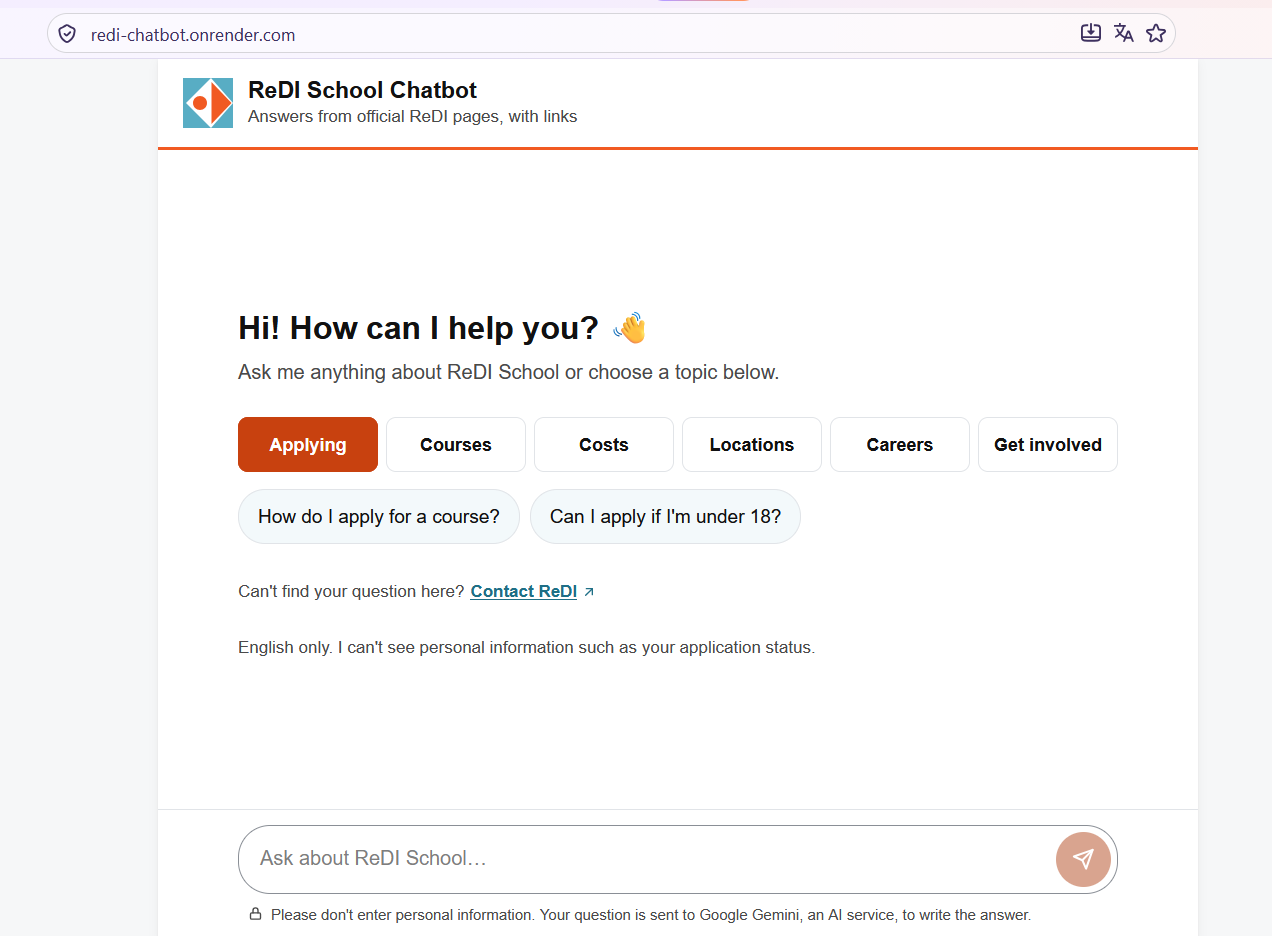 redi-chatbot.onrender.com
ReDI School Chatbot
Answers from official ReDI pages, with links
Hi! How can I help you? 👋
Ask me anything about ReDI School or choose a topic below.
Applying Courses Costs Locations Careers Get involved
How do I apply for a course? Can I apply if I'm under 18?
Can't find your question here? Contact ReDI ↗
English only. I can't see personal information such as your application status.
Ask about ReDI School…
Please don't enter personal information. Your question is sent to Google Gemini, an AI service, to write the answer.